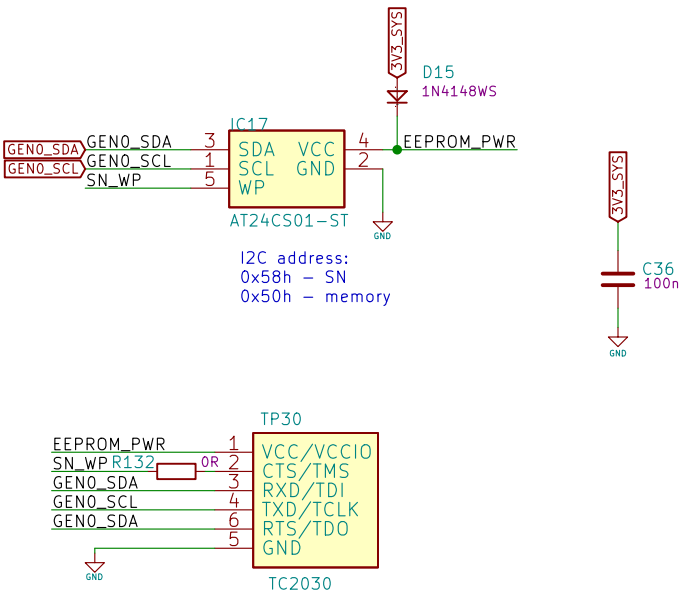 3V3_SYS
D15
1N4148WS
IC17
GEN0_SDA GEN0_SDA 3 SDA VCC 4 EEPROM_PWR
GEN0_SCL GEN0_SCL 1 SCL GND 2
SN_WP 5 WP
AT24CS01-ST
GND
I2C address:
0x58h - SN
0x50h - memory
3V3_SYS
C36
100n
GND
TP30
EEPROM_PWR 1 VCC/VCCIO
SN_WP R132 0R 2 CTS/TMS
GEN0_SDA 3 RXD/TDI
GEN0_SCL 4 TXD/TCLK
GEN0_SDA 6 RTS/TDO
5 GND
GND
TC2030